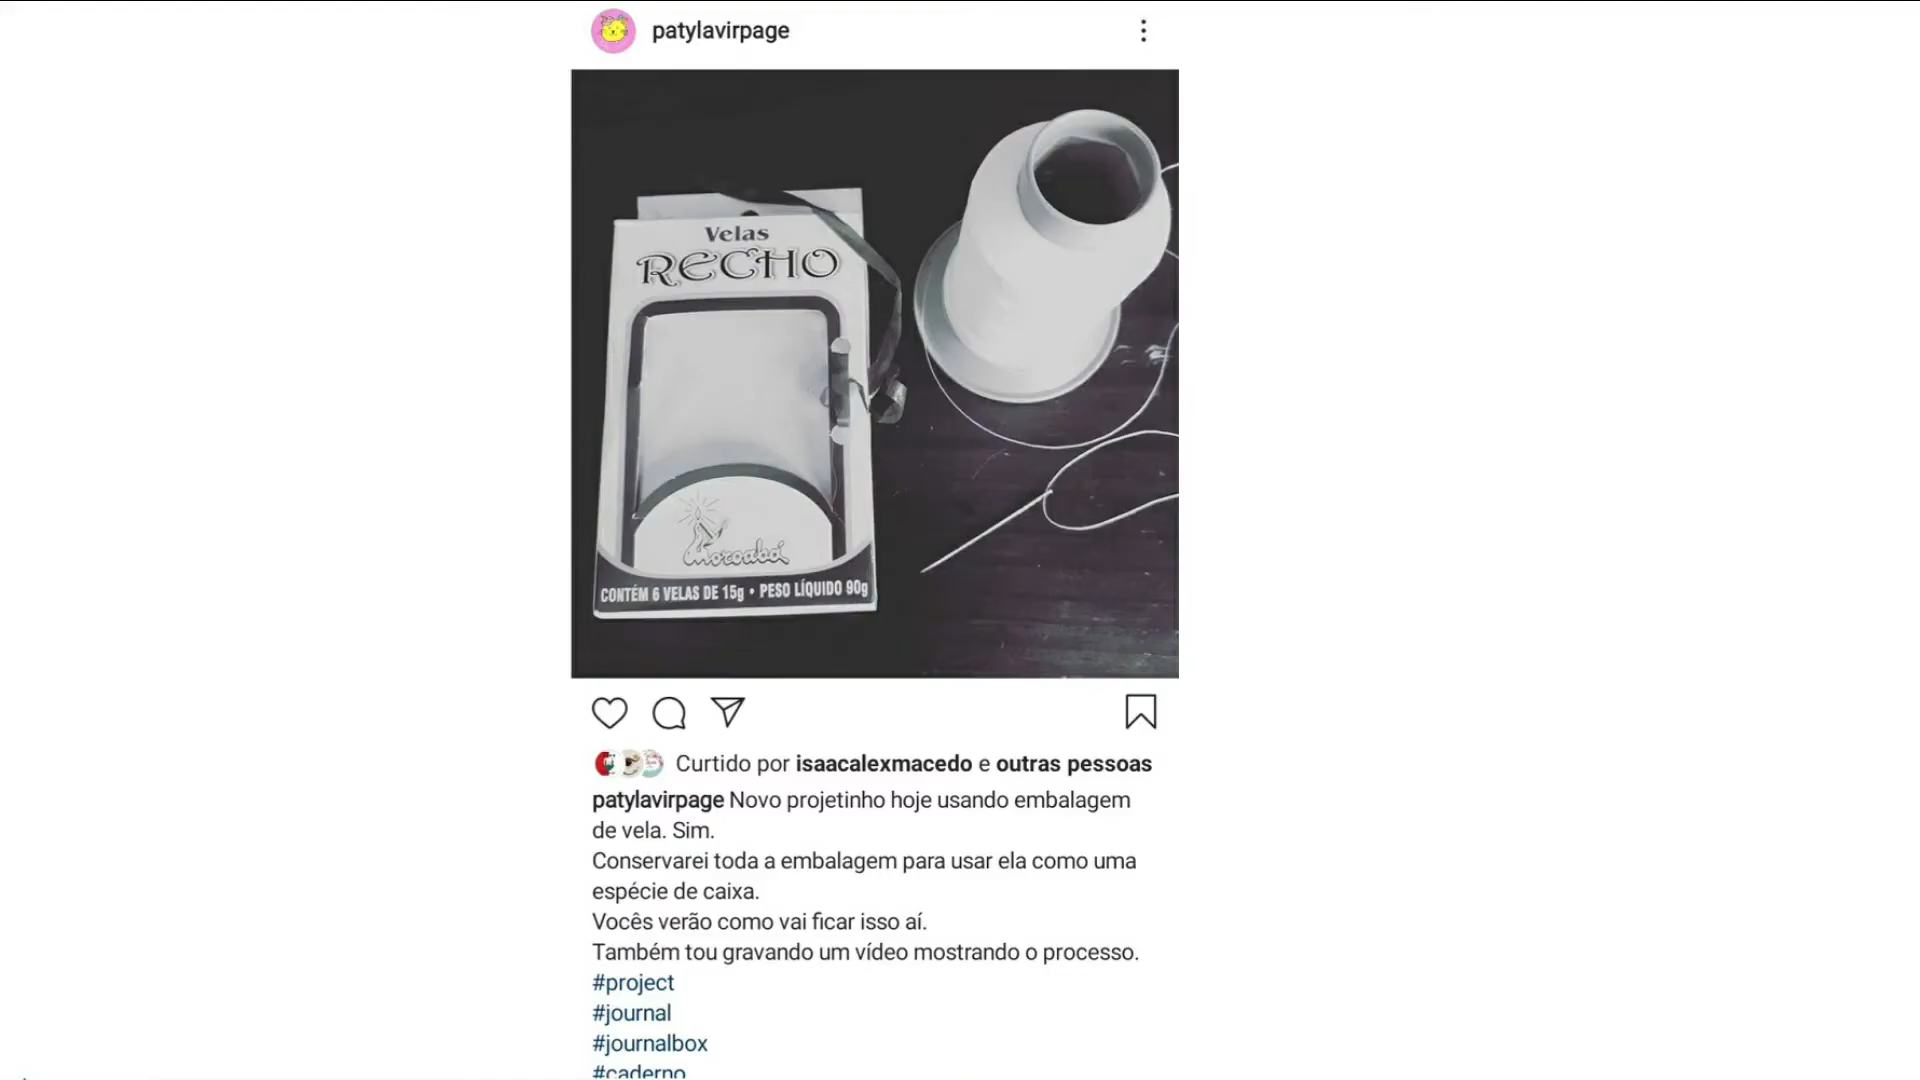 patylavirpage
Velas
RECHO
CONTÉM 6 VELAS DE 15g • PESO LÍQUIDO 90g
Curtido por isaacalexmacedo e outras pessoas
patylavirpage Novo projetinho hoje usando embalagem
de vela. Sim.
Conservarei toda a embalagem para usar ela como uma
espécie de caixa.
Vocês verão como vai ficar isso aí.
Também tou gravando um vídeo mostrando o processo.
#project
#journal
#journalbox
#caderno